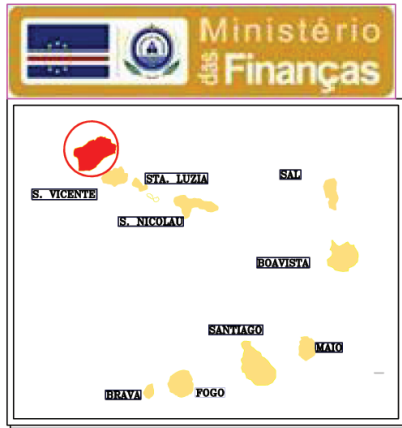 Ministério
das Finanças
STA. LUZIA
SAL
S. VICENTE
S. NICOLAU
BOAVISTA
SANTIAGO
MAIO
BRAVA
FOGO